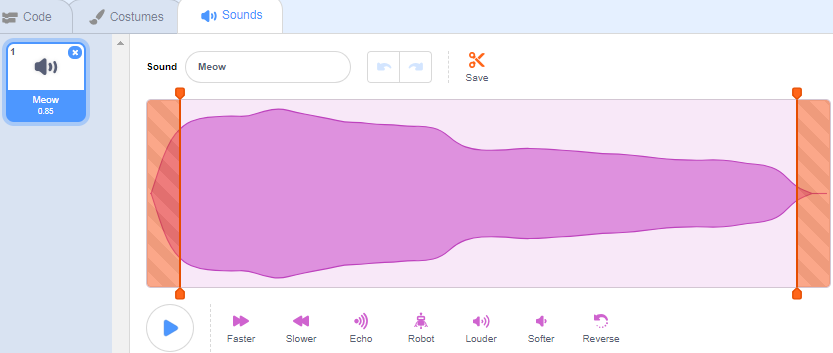 Code
Costumes
Sounds
1
Meow
0.85
Sound
Meow
Save
Faster
Slower
Echo
Robot
Louder
Softer
Reverse